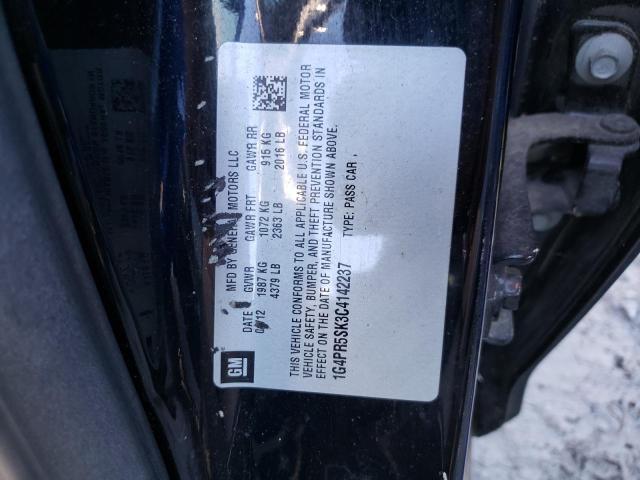 GM
MFD BY GENERAL MOTORS LLC
DATE GVWR GAWR FRT GAWR RR
/12 1987 KG 1072 KG 915 KG
4379 LB 2363 LB 2016 LB
THIS VEHICLE CONFORMS TO ALL APPLICABLE U.S. FEDERAL MOTOR
VEHICLE SAFETY, BUMPER, AND THEFT PREVENTION STANDARDS IN
EFFECT ON THE DATE OF MANUFACTURE SHOWN ABOVE.
1G4PR5SK3C4142237 TYPE: PASS CAR ,